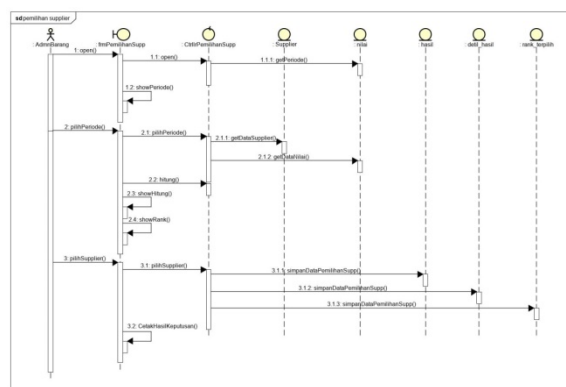 sd pemilihan supplier
AdminBarang
frmPemilihanSupp
CtrlrPemilihanSupp
Supplier
nilai
hasil
detil_hasil
rank_terpilih
1: open()
1.1: open()
1.1.1: getPeriode()
1.2: showPeriode()
2: pilihPeriode()
2.1: pilihPeriode()
2.1.1: getDataSupplier()
2.1.2: getDataNilai()
2.2: hitung()
2.3: showHitung()
2.4: showRank()
3: pilihSupplier()
3.1: pilihSupplier()
3.1.1: simpanDataPemilihanSupp()
3.1.2: simpanDataPemilihanSupp()
3.1.3: simpanDataPemilihanSupp()
3.2: CetakHasilKeputusan()